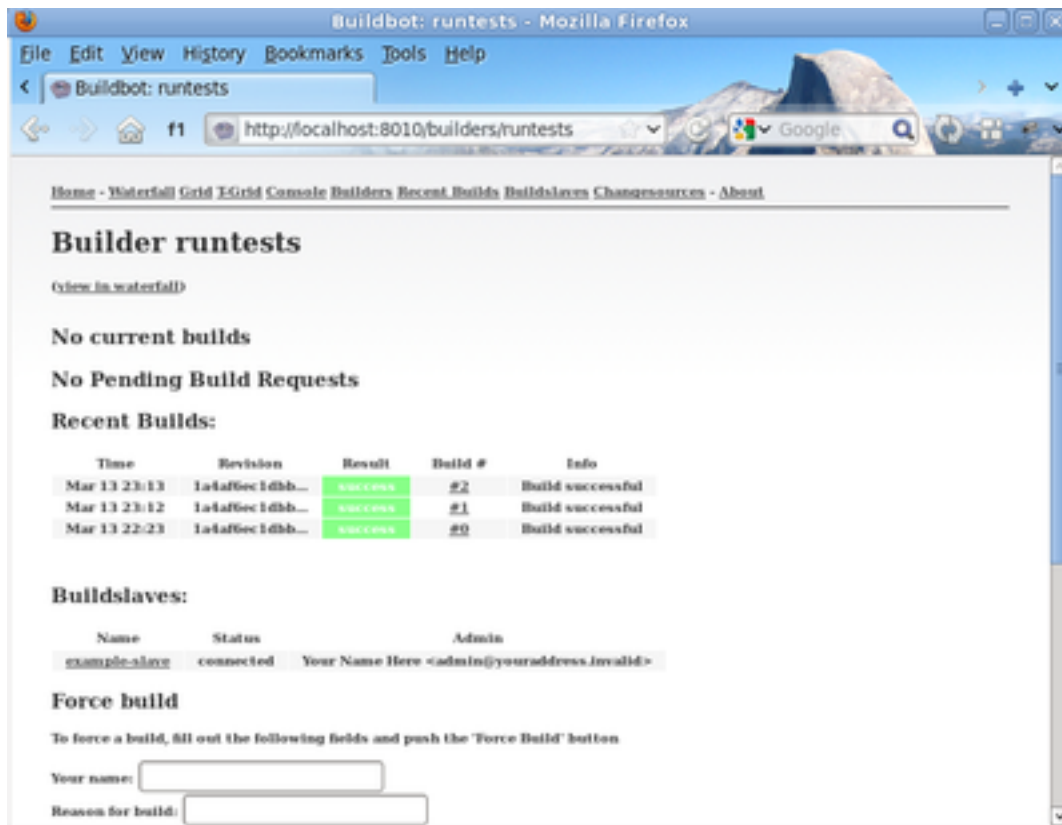 Buildbot: runtests - Mozilla Firefox
File Edit View History Bookmarks Tools Help
Buildbot: runtests
f1 http://localhost:8010/builders/runtests Google
Home - Waterfall Grid T-Grid Console Builders Recent Builds Buildslaves Changesources - About
Builder runtests
(view in waterfall)
No current builds
No Pending Build Requests
Recent Builds:
Time Revision Result Build # Info
Mar 13 23:13 1a4af6ec1dbb... success #2 Build successful
Mar 13 23:12 1a4af6ec1dbb... success #1 Build successful
Mar 13 22:23 1a4af6ec1dbb... success #0 Build successful
Buildslaves:
Name Status Admin
example-slave connected Your Name Here <admin@youraddress.invalid>
Force build
To force a build, fill out the following fields and push the 'Force Build' button
Your name:
Reason for build: